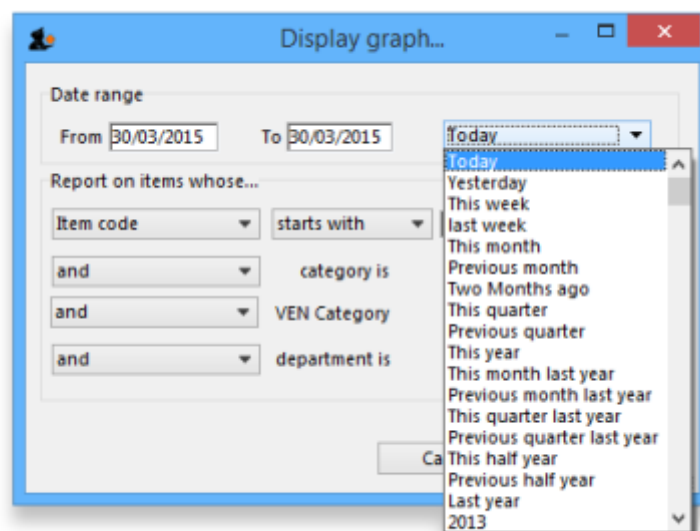 Display graph...
Date range
From 30/03/2015 To 30/03/2015 Today
Today
Yesterday
This week
last week
This month
Previous month
Two Months ago
This quarter
Previous quarter
This year
This month last year
Previous month last year
This quarter last year
Previous quarter last year
This half year
Previous half year
Last year
2013
Report on items whose...
Item code starts with
and category is
and VEN Category
and department is
Ca